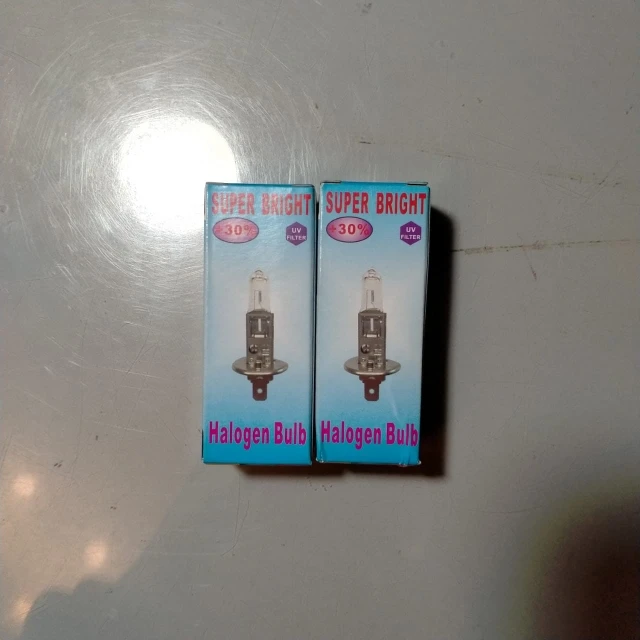 SUPER BRIGHT
+30%
UV
FILTER
Halogen Bulb
SUPER BRIGHT
+30%
UV
FILTER
Halogen Bulb